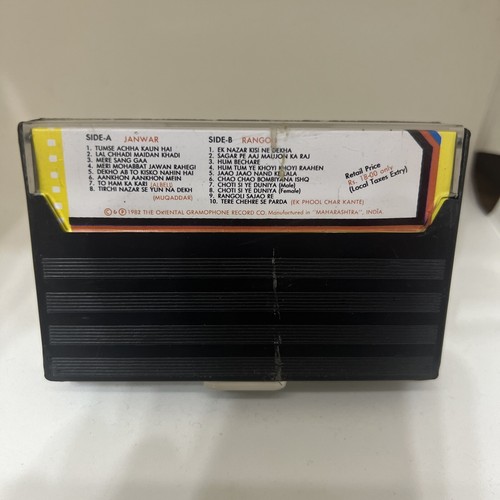 SIDE-A JANWAR
1. TUMSE ACHHA KAUN HAI
2. LAL CHHADI MAIDAN KHADI
3. MERE SANG GAA
4. MERI MOHABBAT JAWAN RAHEGI
5. DEKHO AB TO KISKO NAHIN HAI
6. AANKHON AANKHON MEIN
7. TO HAM KA KARI (ALBELI)
8. TIRCHI NAZAR SE YUN NA DEKH
(MUQADDAR)
SIDE-B RANGOLI
1. EK NAZAR KISI NE DEKHA
2. SAGAR PE AAJ MAUJON KA RAJ
3. HUM BECHARE
4. HUM TUM YE KHOYI KHOYI RAAHEN
5. JAAO JAAO NAND KE LALA
6. CHAO CHAO BOMBIYANA ISHQ
7. CHOTI SI YE DUNIYA (Male)
8. CHOTI SI YE DUNIYA (Female)
9. RANGOLI SAJAO RE
10. TERE CHEHRE SE PARDA (EK PHOOL CHAR KANTE)
Retail Price
Rs. 18-00 only
(Local Taxes Extry)
© & ℗ 1983 THE ORIENTAL GRAMOPHONE RECORD CO. Manufactured in "MAHARASHTRA", INDIA